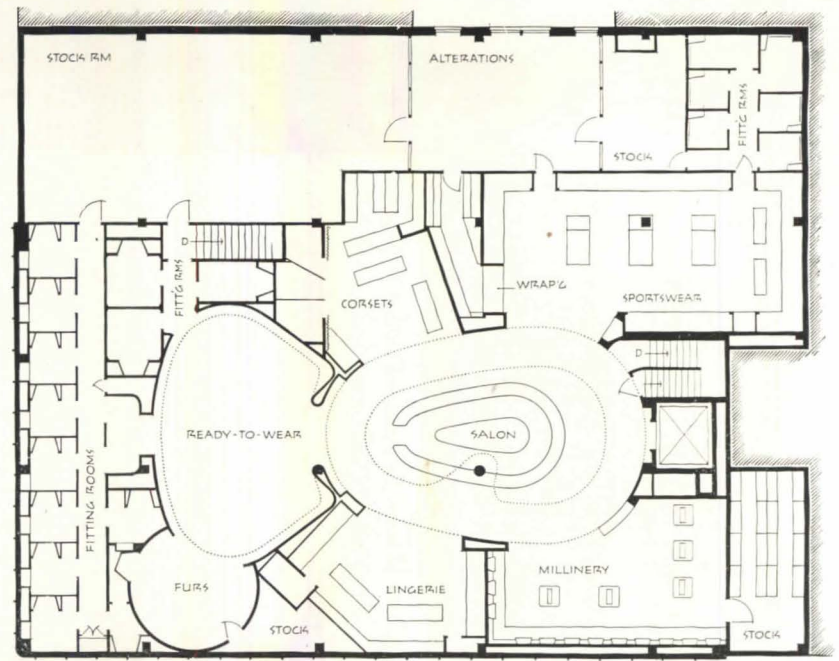 STOCK RM
ALTERATIONS
STOCK
FITT'G RMS
D
FITT'G RMS
CORSETS
WRAP'G
SPORTSWEAR
D
READY-TO-WEAR
SALON
FITTING ROOMS
FURS
LINGERIE
MILLINERY
STOCK
STOCK